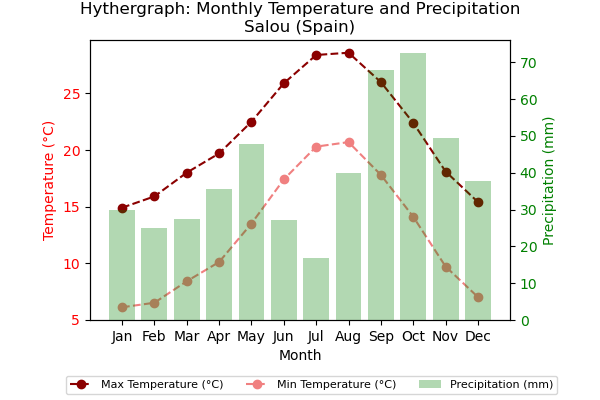 Hythergraph: Monthly Temperature and Precipitation
Salou (Spain)
Temperature (°C)
25
20
15
10
5
Precipitation (mm)
70
60
50
40
30
20
10
0
Jan Feb Mar Apr May Jun Jul Aug Sep Oct Nov Dec
Month
Max Temperature (°C) Min Temperature (°C) Precipitation (mm)